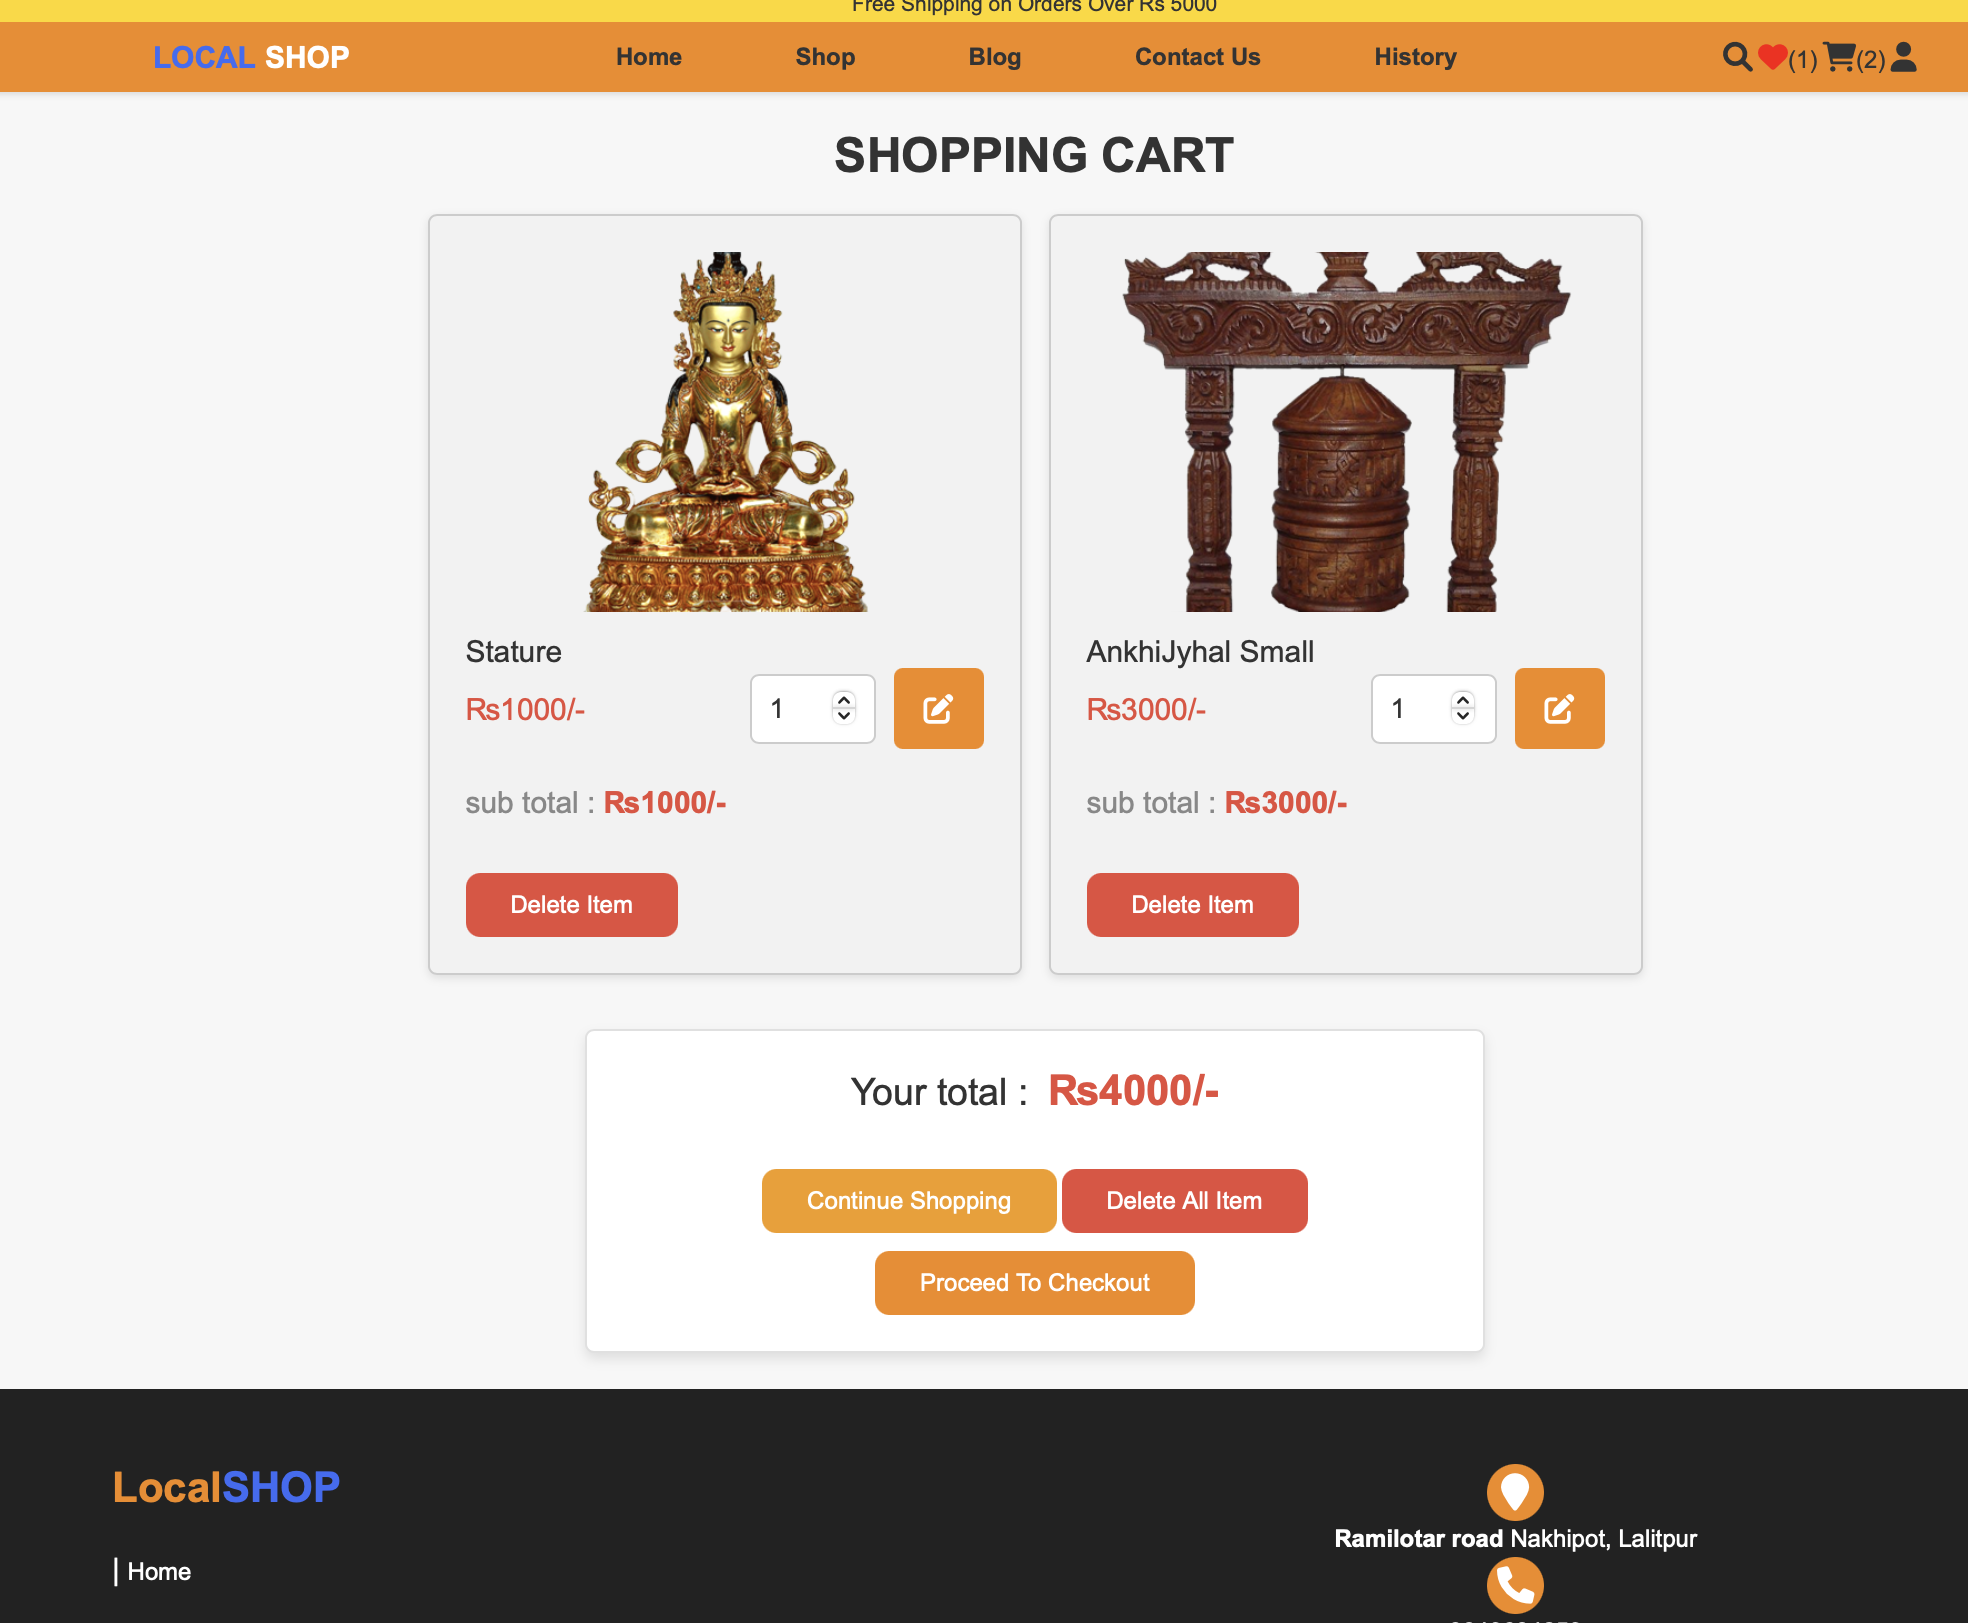 Free Shipping on Orders Over Rs 5000
LOCAL SHOP Home Shop Blog Contact Us History (1) (2)
SHOPPING CART
Stature
Rs1000/- 1
sub total : Rs1000/-
Delete Item
AnkhiJyhal Small
Rs3000/- 1
sub total : Rs3000/-
Delete Item
Your total : Rs4000/-
Continue Shopping Delete All Item
Proceed To Checkout
LocalSHOP
Home
Ramilotar road Nakhipot, Lalitpur